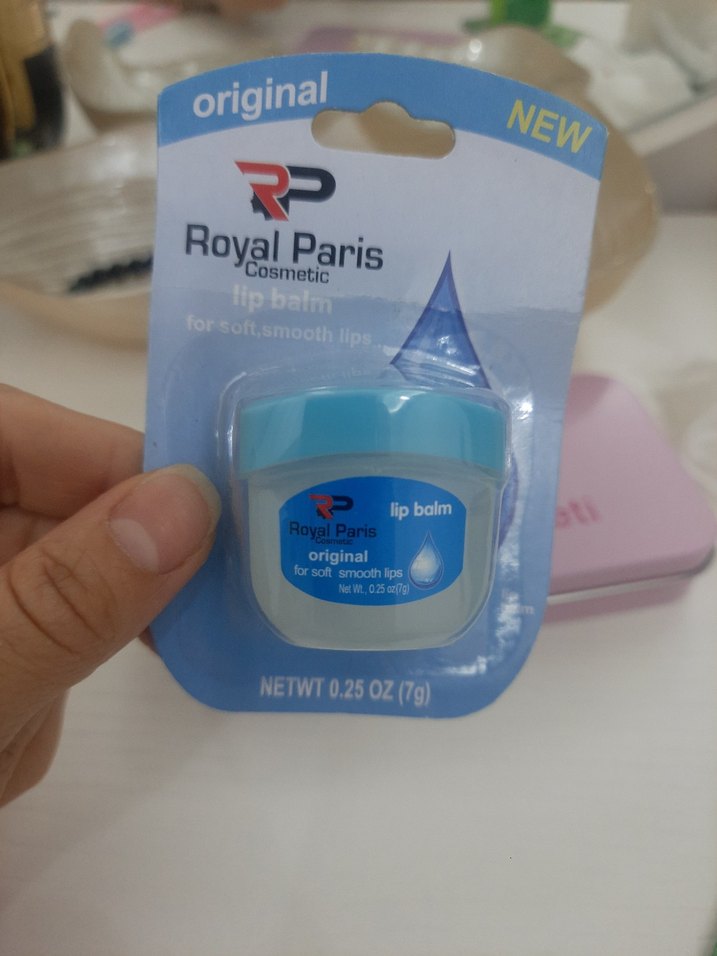 original
NEW
RP
Royal Paris
Cosmetic
lip balm
for soft,smooth lips
RP
Royal Paris
Cosmetic
lip balm
original
for soft smooth lips
Net Wt., 0.25 oz(7g)
NETWT 0.25 OZ (7g)